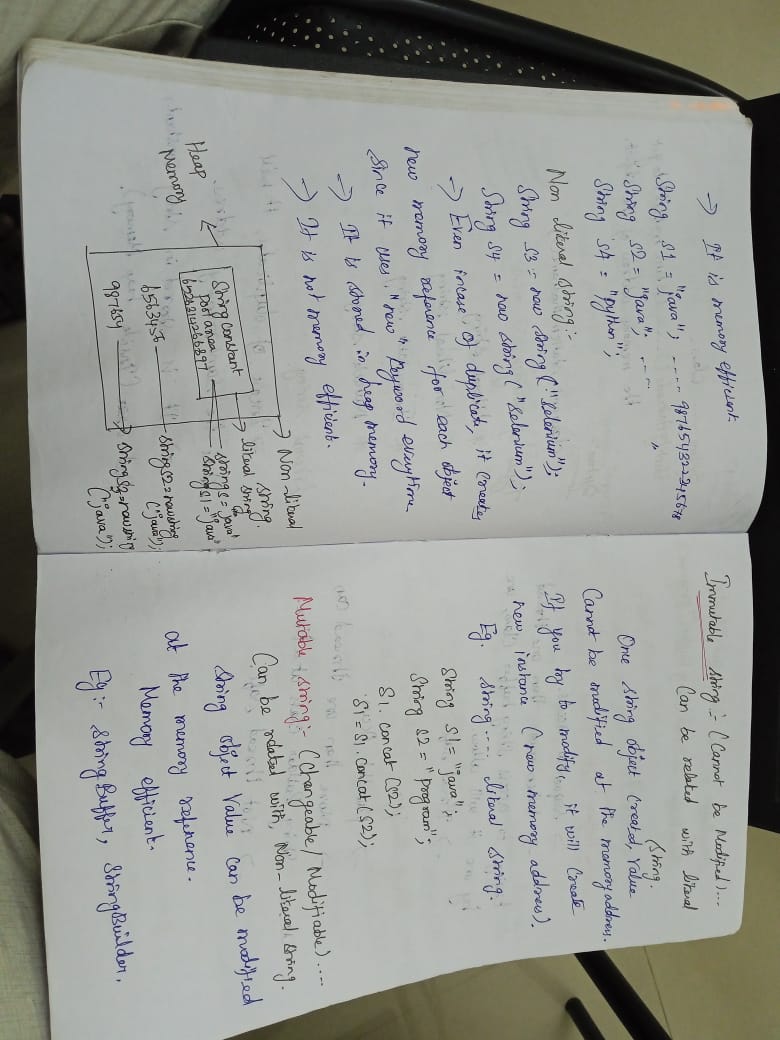 → It is memory efficient.
String S1 = "java"; ----
String S2 = "java"; ---- "
String S4 = "python";
Non literal string:-
String S3 = new string ("Selenium");
String S4 = new string ("Selenium");
→ Even incase of duplicate, it creates
new memory reference for each object
since it uses "new" keyword everytime
→ It is stored in heap memory.
→ It is not memory efficient.
→ Non-literal
string.
→ literal string
String constant
pool area
string s = "java"
string s1 = "java"
Heap
Memory
6563456
string s2 = new string
("java");
987654
string s3 = new string
("java");
Immutable string :- (Cannot be Modified)...
Can be related with literal
string.
Once string object created, value
Cannot be modified at the memory address.
If you try to modify, it will create
new instance (new memory address).
Eg. String .... literal string.
String S1 = "java";
String S2 = "program";
S1. concat (S2);
S1 = S1. concat (S2);
Mutable string:- (Changeable/ Modifiable)....
Can be related with, Non-literal string.
String object value can be modified
at the memory reference.
Memory efficient.
Eg:- StringBuffer, StringBuilder.